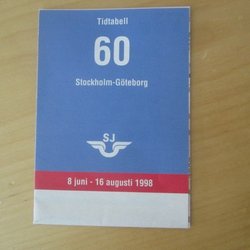 Tidtabell
60
Stockholm-Göteborg
SJ
8 juni - 16 augusti 1998